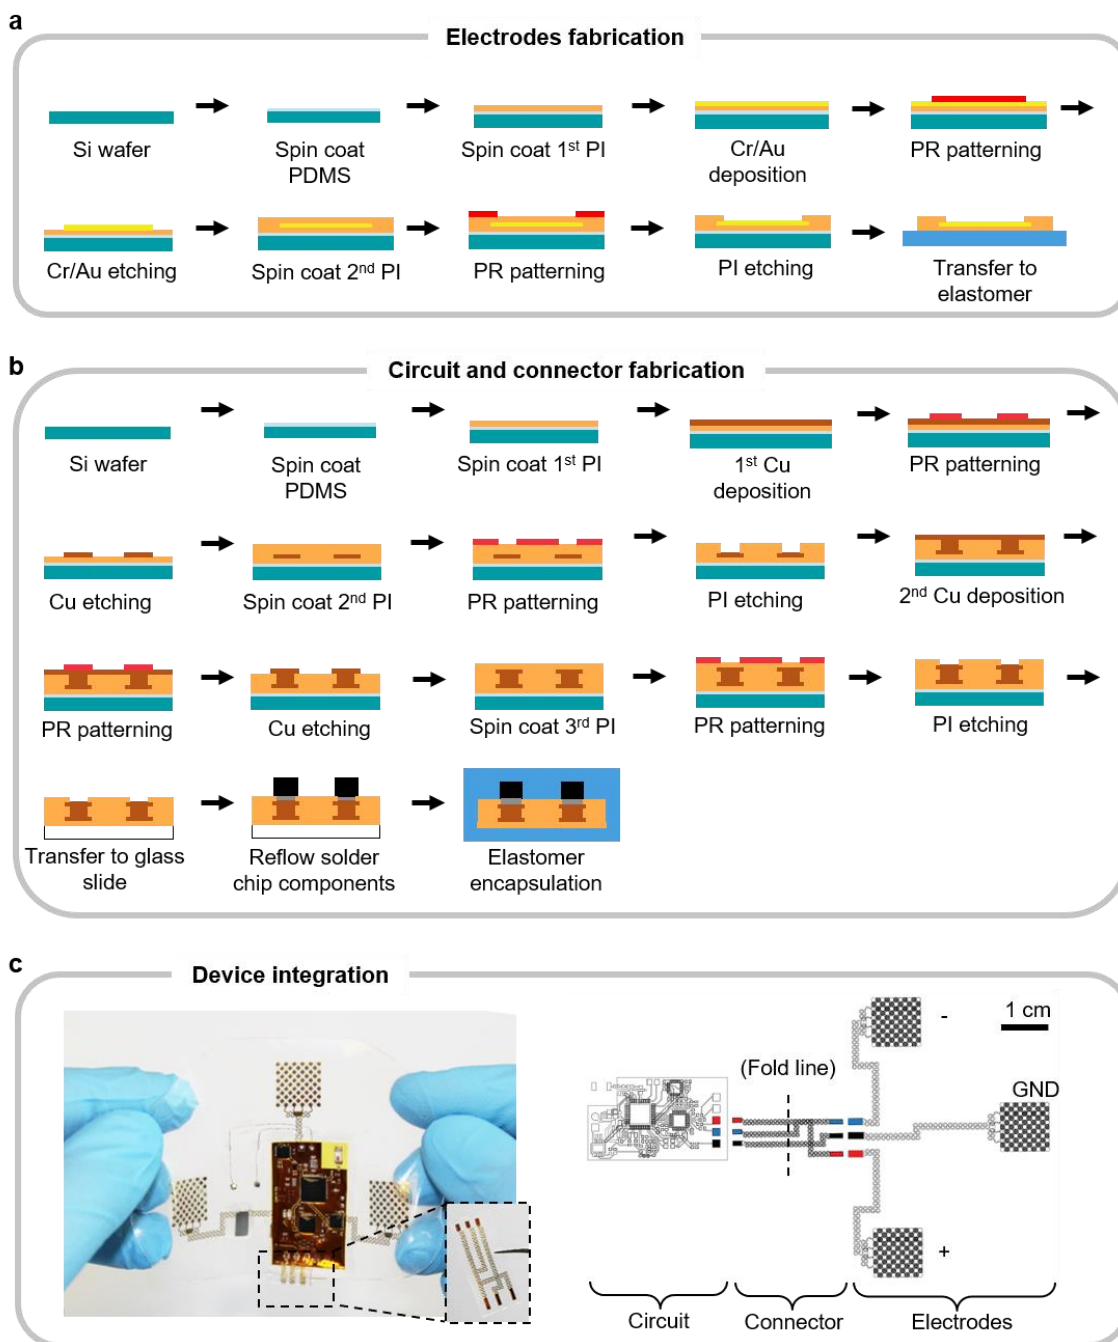 a
Electrodes fabrication
Si wafer
Spin coat
PDMS
Spin coat 1st PI
Cr/Au
deposition
PR patterning
Cr/Au etching
Spin coat 2nd PI
PR patterning
PI etching
Transfer to
elastomer
b
Circuit and connector fabrication
Si wafer
Spin coat
PDMS
Spin coat 1st PI
1st Cu
deposition
PR patterning
Cu etching
Spin coat 2nd PI
PR patterning
PI etching
2nd Cu deposition
PR patterning
Cu etching
Spin coat 3rd PI
PR patterning
PI etching
Transfer to glass
slide
Reflow solder
chip components
Elastomer
encapsulation
c
Device integration
-
1 cm
(Fold line)
GND
+
Circuit
Connector
Electrodes